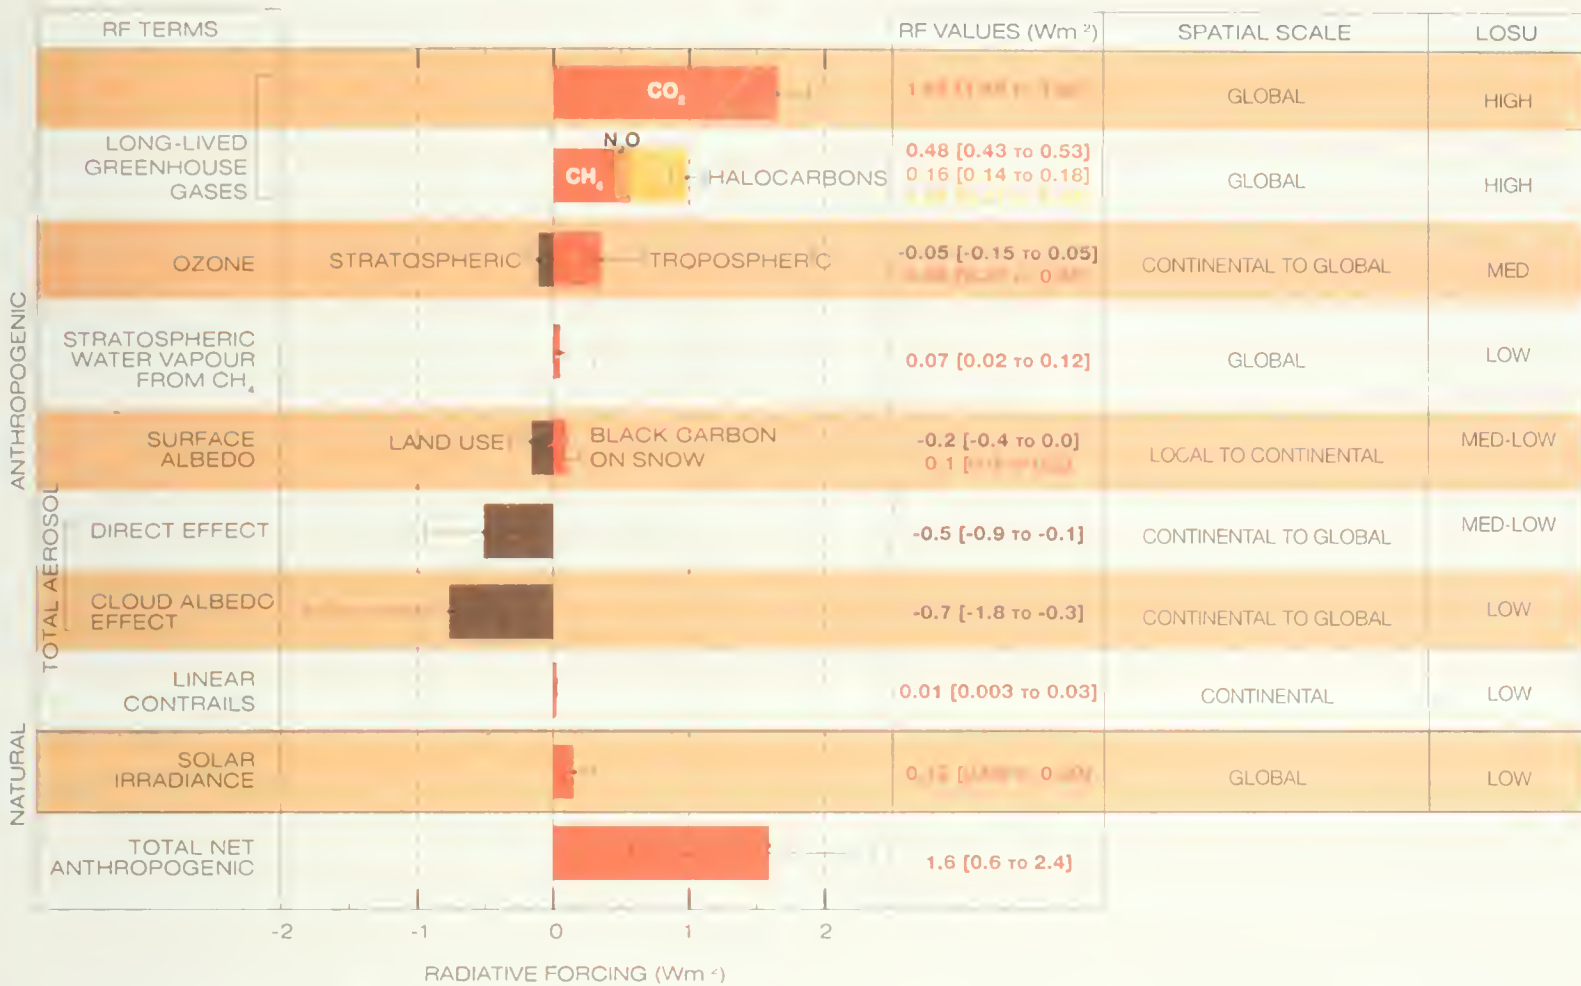 RF TERMS
RF VALUES (Wm⁻²)
SPATIAL SCALE
LOSU
ANTHROPOGENIC
LONG-LIVED
GREENHOUSE
GASES
CO₂
GLOBAL
HIGH
N₂O
CH₄
HALOCARBONS
0.48 [0.43 TO 0.53]
0.16 [0.14 TO 0.18]
GLOBAL
HIGH
OZONE
STRATOSPHERIC
TROPOSPHERIC
-0.05 [-0.15 TO 0.05]
CONTINENTAL TO GLOBAL
MED
STRATOSPHERIC
WATER VAPOUR
FROM CH₄
0.07 [0.02 TO 0.12]
GLOBAL
LOW
SURFACE
ALBEDO
LAND USE
BLACK CARBON
ON SNOW
-0.2 [-0.4 TO 0.0]
0.1
LOCAL TO CONTINENTAL
MED-LOW
TOTAL AEROSOL
DIRECT EFFECT
-0.5 [-0.9 TO -0.1]
CONTINENTAL TO GLOBAL
MED-LOW
CLOUD ALBEDO
EFFECT
-0.7 [-1.8 TO -0.3]
CONTINENTAL TO GLOBAL
LOW
LINEAR
CONTRAILS
0.01 [0.003 TO 0.03]
CONTINENTAL
LOW
NATURAL
SOLAR
IRRADIANCE
0.12
GLOBAL
LOW
TOTAL NET
ANTHROPOGENIC
1.6 [0.6 TO 2.4]
-2 -1 0 1 2
RADIATIVE FORCING (Wm⁻²)